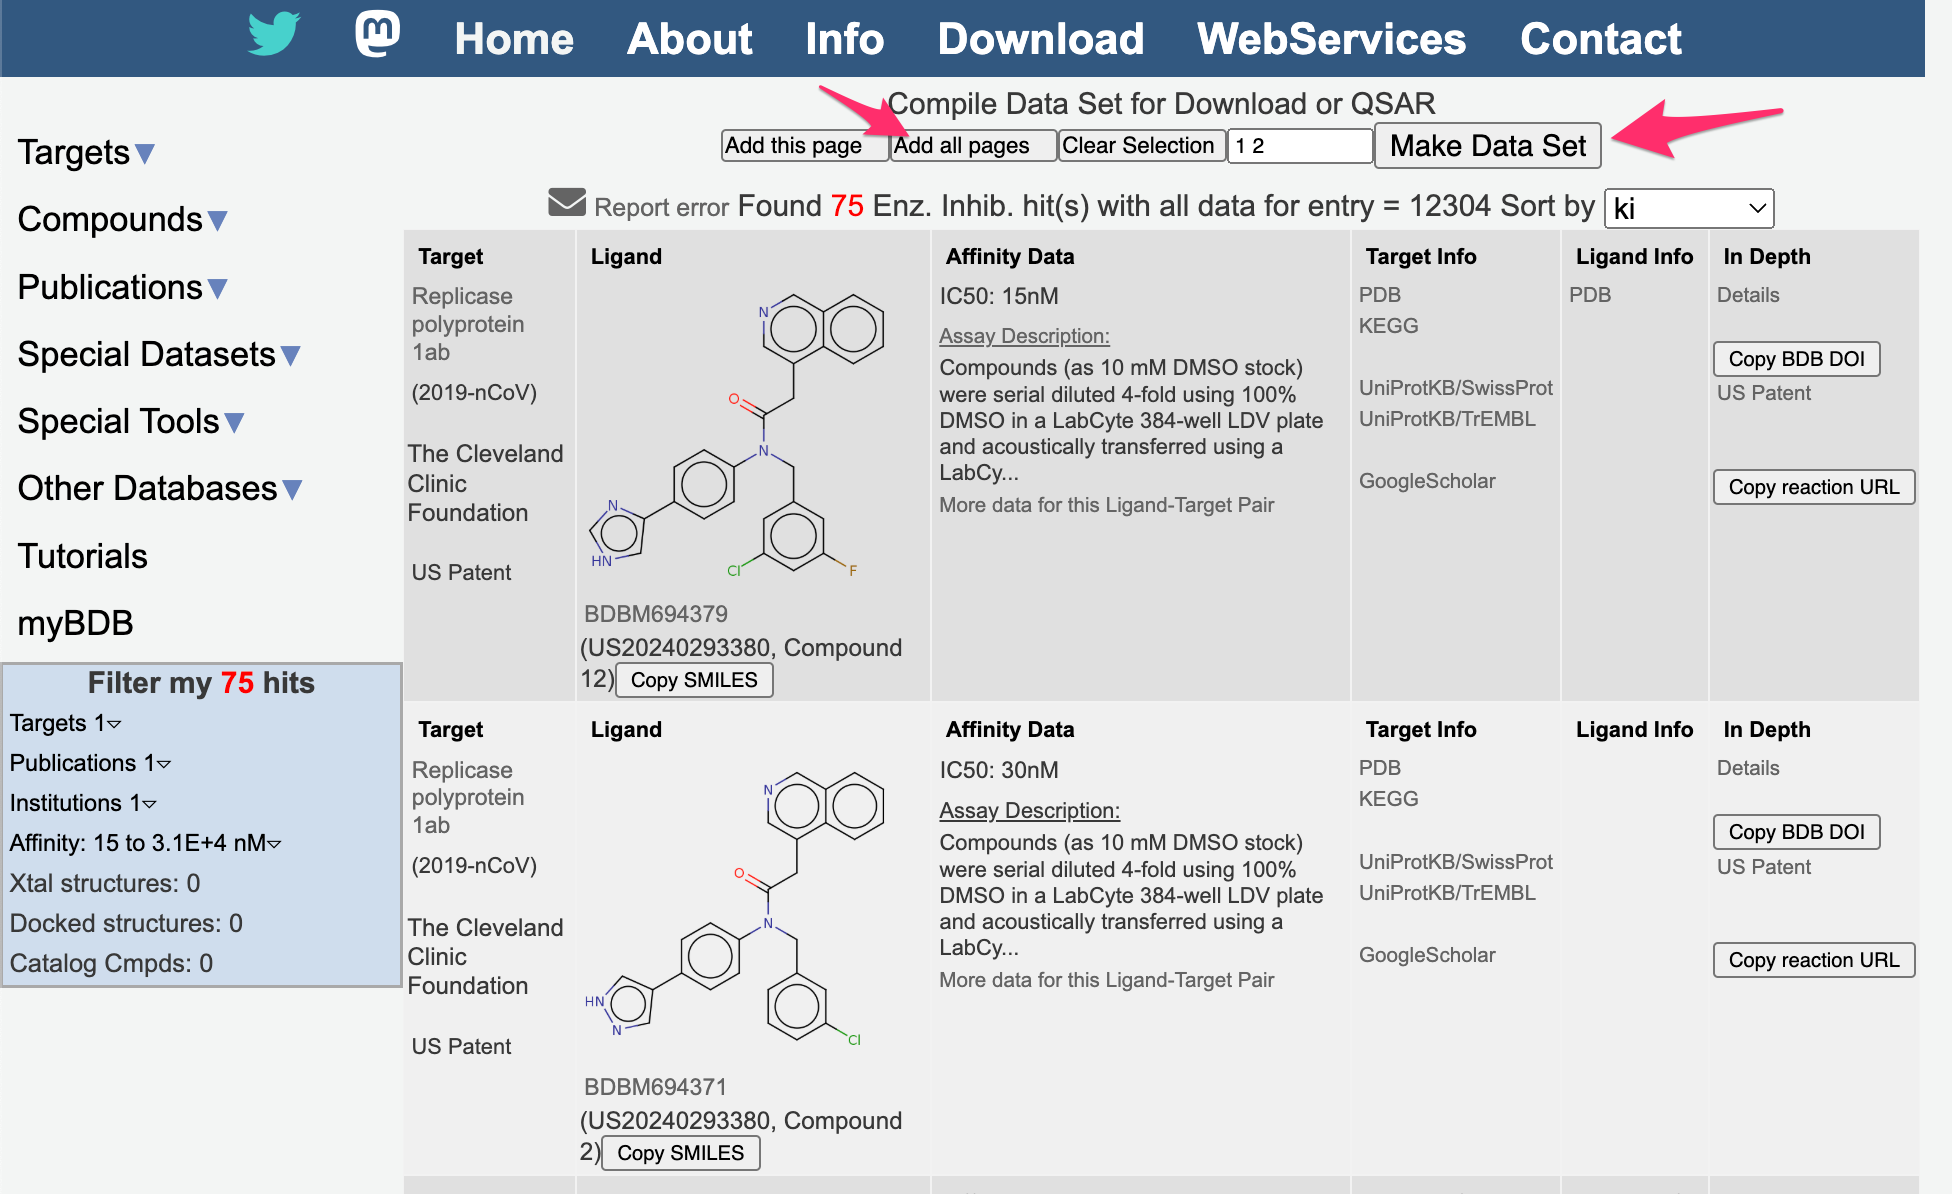 Home About Info Download WebServices Contact
Compile Data Set for Download or QSAR
Add this page Add all pages Clear Selection 1 2 Make Data Set
Report error Found 75 Enz. Inhib. hit(s) with all data for entry = 12304 Sort by ki
Targets
Compounds
Publications
Special Datasets
Special Tools
Other Databases
Tutorials
myBDB
Filter my 75 hits
Targets 1
Publications 1
Institutions 1
Affinity: 15 to 3.1E+4 nM
Xtal structures: 0
Docked structures: 0
Catalog Cmpds: 0
Target
Replicase
polyprotein
1ab
(2019-nCoV)
The Cleveland
Clinic
Foundation
US Patent
Ligand
N
O
N
N
HN
Cl
F
BDBM694379
(US20240293380, Compound
12) Copy SMILES
Affinity Data
IC50: 15nM
Assay Description:
Compounds (as 10 mM DMSO stock)
were serial diluted 4-fold using 100%
DMSO in a LabCyte 384-well LDV plate
and acoustically transferred using a
LabCy...
More data for this Ligand-Target Pair
Target Info
PDB
KEGG
UniProtKB/SwissProt
UniProtKB/TrEMBL
GoogleScholar
Ligand Info
PDB
In Depth
Details
Copy BDB DOI
US Patent
Copy reaction URL
Target
Replicase
polyprotein
1ab
(2019-nCoV)
The Cleveland
Clinic
Foundation
US Patent
Ligand
N
O
N
HN
N
Cl
BDBM694371
(US20240293380, Compound
2) Copy SMILES
Affinity Data
IC50: 30nM
Assay Description:
Compounds (as 10 mM DMSO stock)
were serial diluted 4-fold using 100%
DMSO in a LabCyte 384-well LDV plate
and acoustically transferred using a
LabCy...
More data for this Ligand-Target Pair
Target Info
PDB
KEGG
UniProtKB/SwissProt
UniProtKB/TrEMBL
GoogleScholar
Ligand Info
In Depth
Details
Copy BDB DOI
US Patent
Copy reaction URL